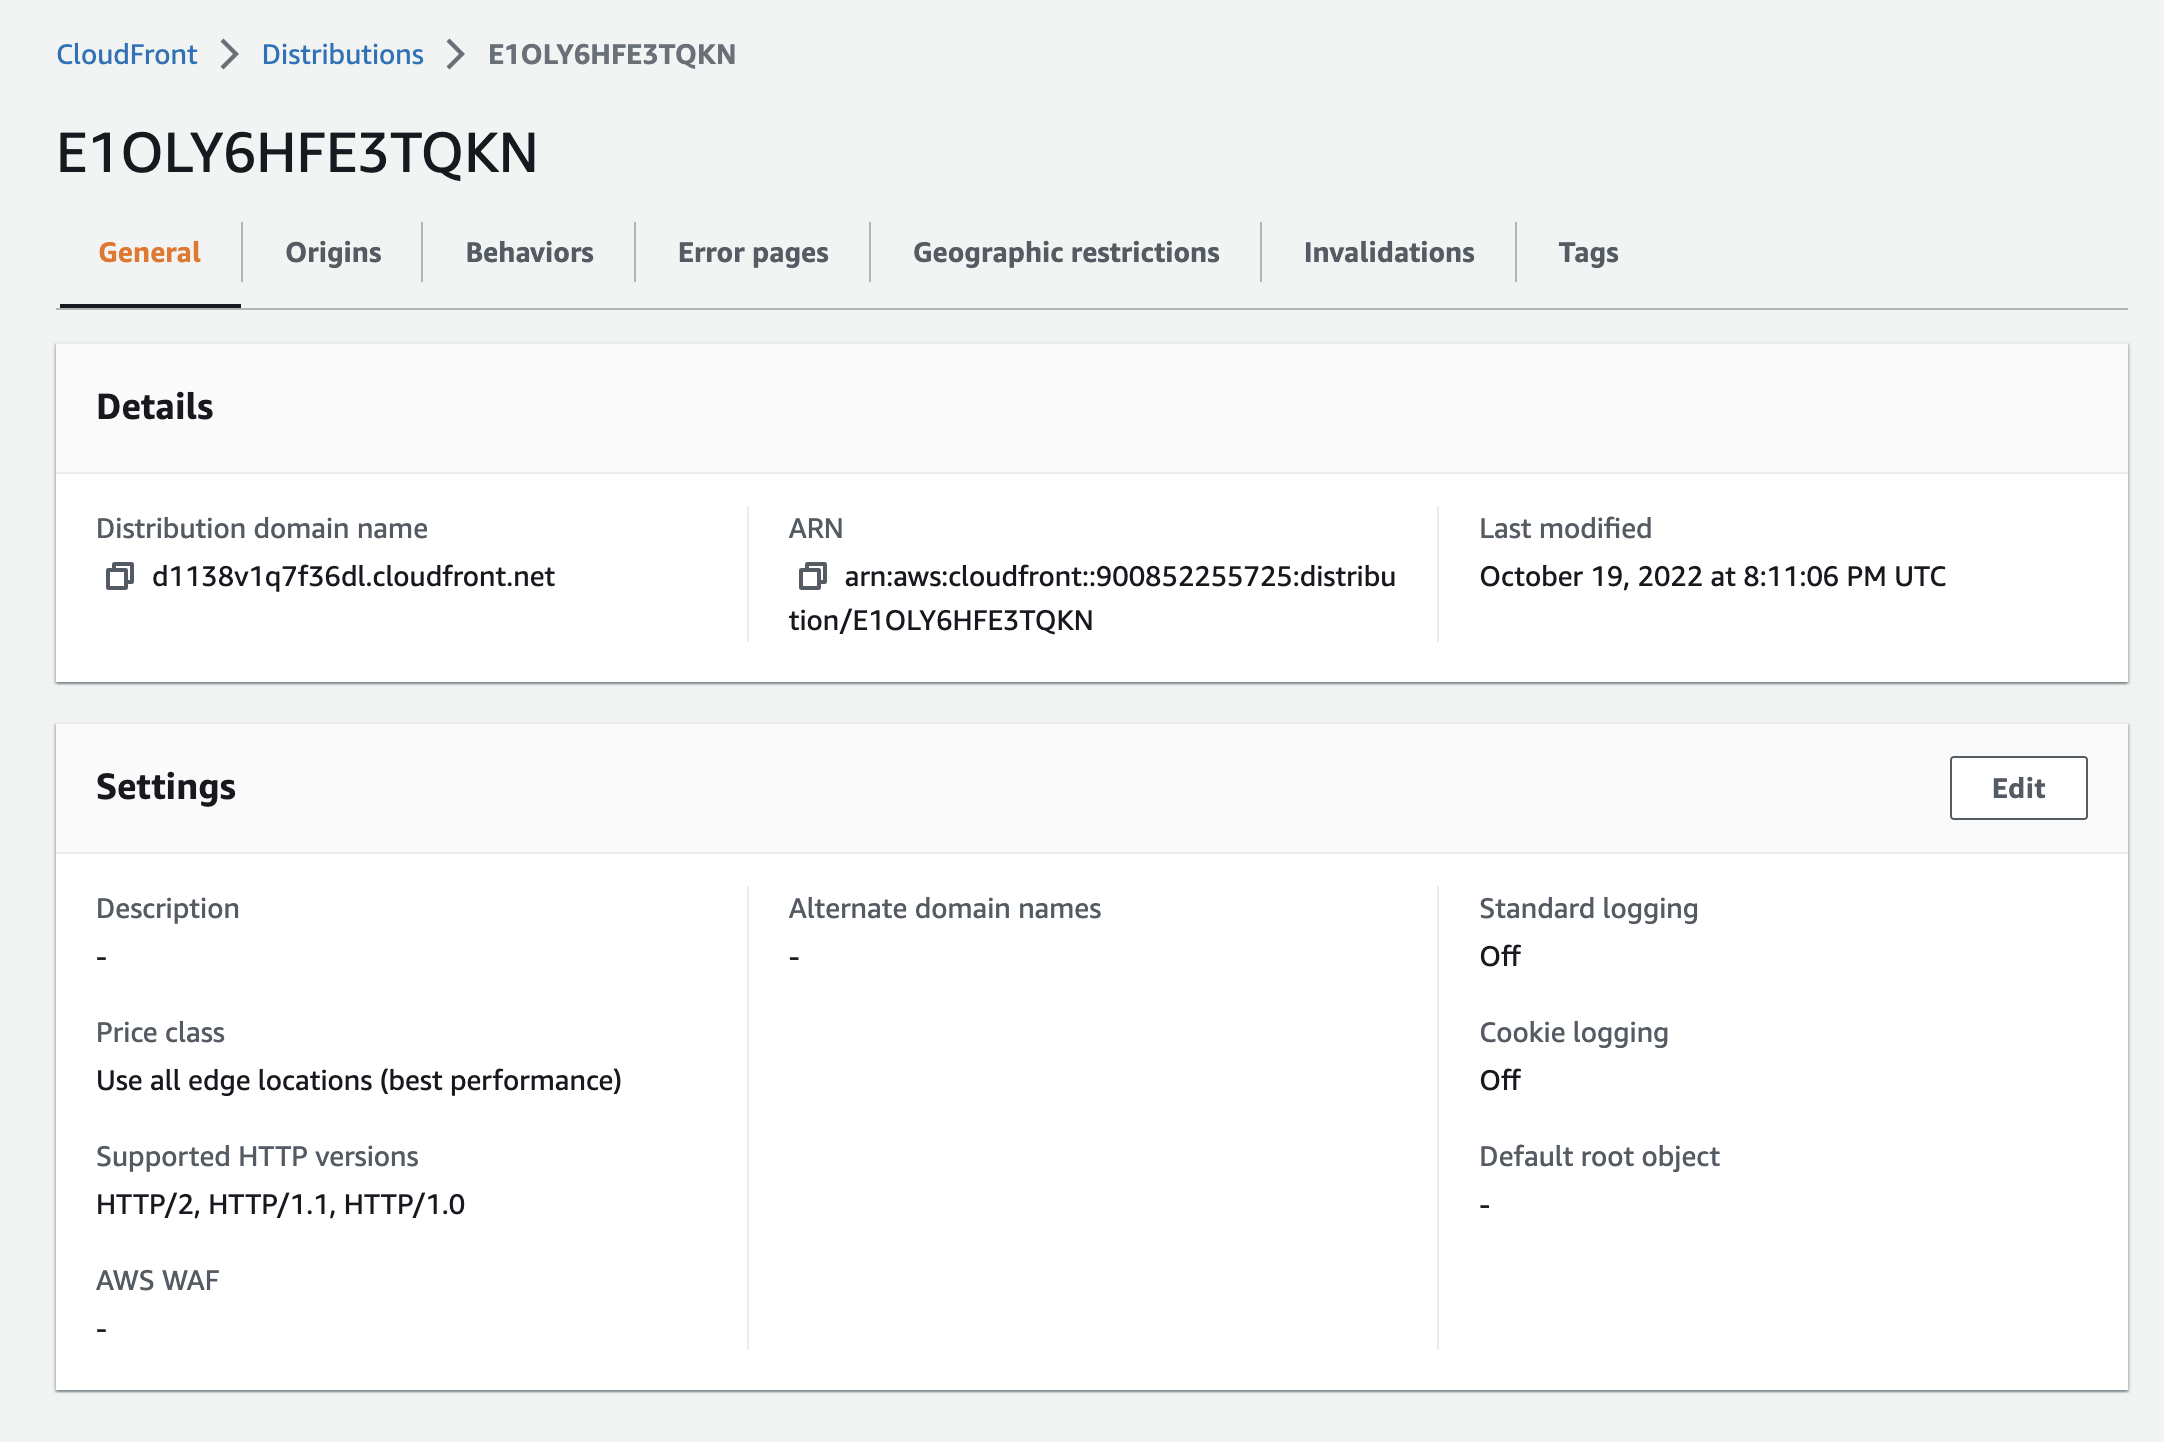 CloudFront > Distributions > E1OLY6HFE3TQKN
E1OLY6HFE3TQKN
General
Origins
Behaviors
Error pages
Geographic restrictions
Invalidations
Tags
Details
Distribution domain name
d1138v1q7f36dl.cloudfront.net
ARN
arn:aws:cloudfront::900852255725:distribu
tion/E1OLY6HFE3TQKN
Last modified
October 19, 2022 at 8:11:06 PM UTC
Settings
Edit
Description
-
Price class
Use all edge locations (best performance)
Supported HTTP versions
HTTP/2, HTTP/1.1, HTTP/1.0
AWS WAF
-
Alternate domain names
-
Standard logging
Off
Cookie logging
Off
Default root object
-